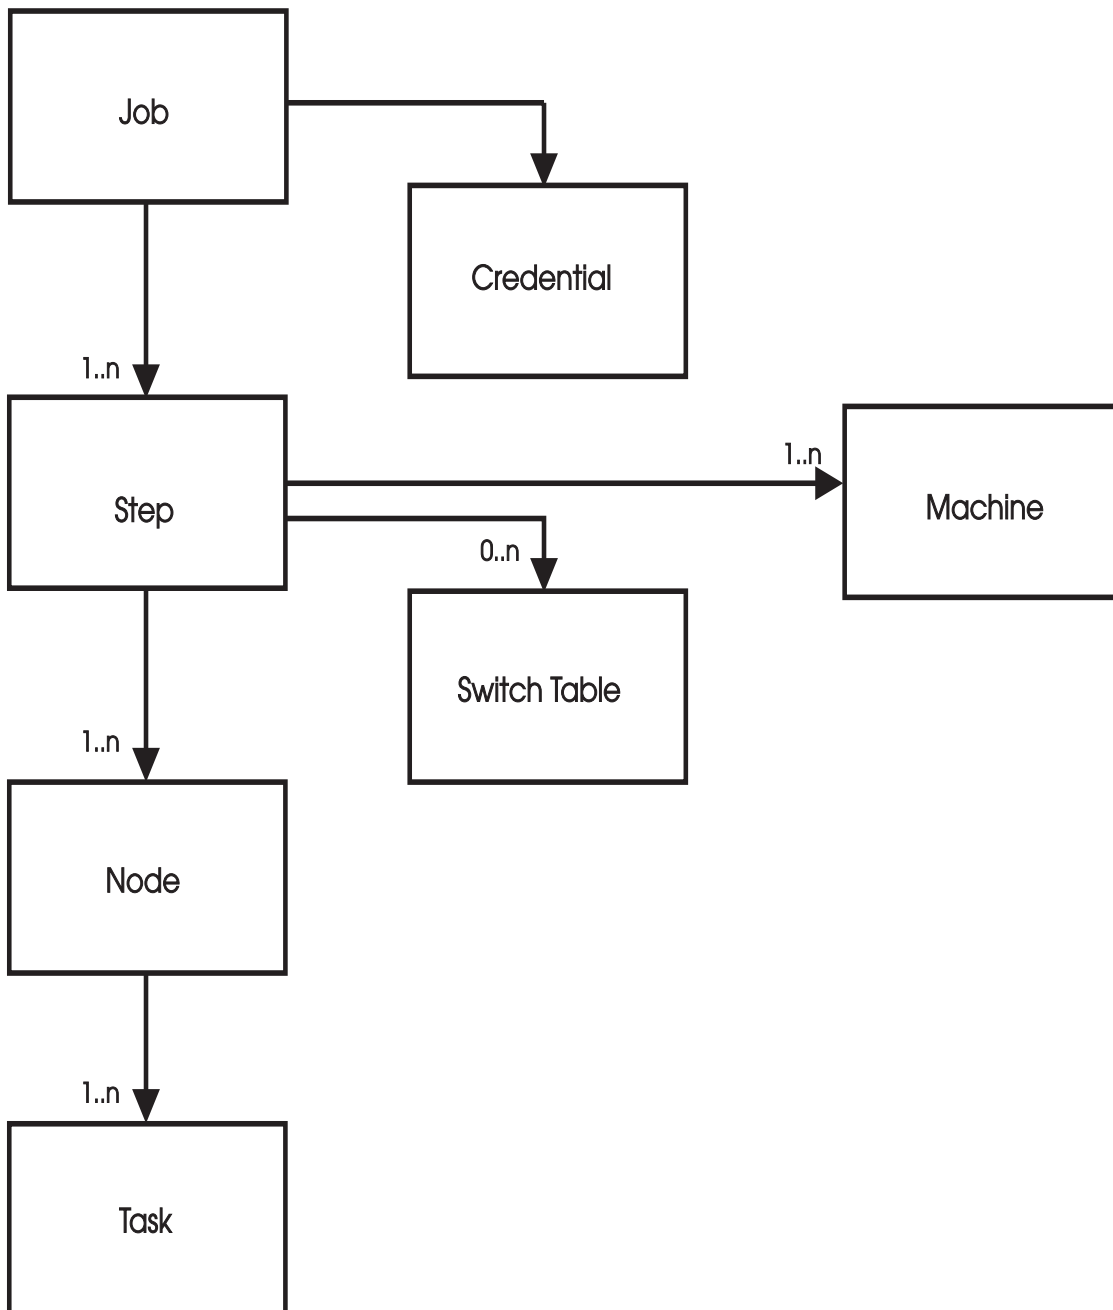 Job
Credential
1..n
Step
1..n
Machine
0..n
Switch Table
1..n
Node
1..n
Task